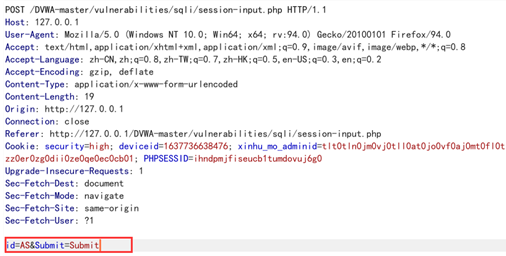 POST /DVWA-master/vulnerabilities/sqli/session-input.php HTTP/1.1
Host: 127.0.0.1
User-Agent: Mozilla/5.0 (Windows NT 10.0; Win64; x64; rv:94.0) Gecko/20100101 Firefox/94.0
Accept: text/html,application/xhtml+xml,application/xml;q=0.9,image/avif,image/webp,*/*;q=0.8
Accept-Language: zh-CN,zh;q=0.8,zh-TW;q=0.7,zh-HK;q=0.5,en-US;q=0.3,en;q=0.2
Accept-Encoding: gzip, deflate
Content-Type: application/x-www-form-urlencoded
Content-Length: 19
Origin: http://127.0.0.1
Connection: close
Referer: http://127.0.0.1/DVWA-master/vulnerabilities/sqli/session-input.php
Cookie: security=high; deviceid=1637736638476; xinhu_mo_adminid=tlt0tln0jm0vj0tll0at0jo0vf0aj0mt0fl0t
zz0er0zg0dii0ze0qe0ec0cb01; PHPSESSID=ihndpmjfiseucb1tumdovuj6g0
Upgrade-Insecure-Requests: 1
Sec-Fetch-Dest: document
Sec-Fetch-Mode: navigate
Sec-Fetch-Site: same-origin
Sec-Fetch-User: ?1
id=AS&Submit=Submit